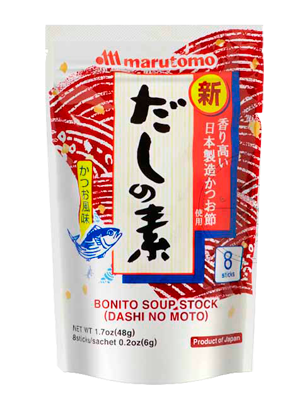 marutomo
新
香り高い
日本製造かつお節
使用
だしの素
かつお風味
8
STICKS
BONITO SOUP STOCK
(DASHI NO MOTO)
NET WT 1.7oz(48g)
8sticks/sachet 0.2oz(6g)
Product of Japan